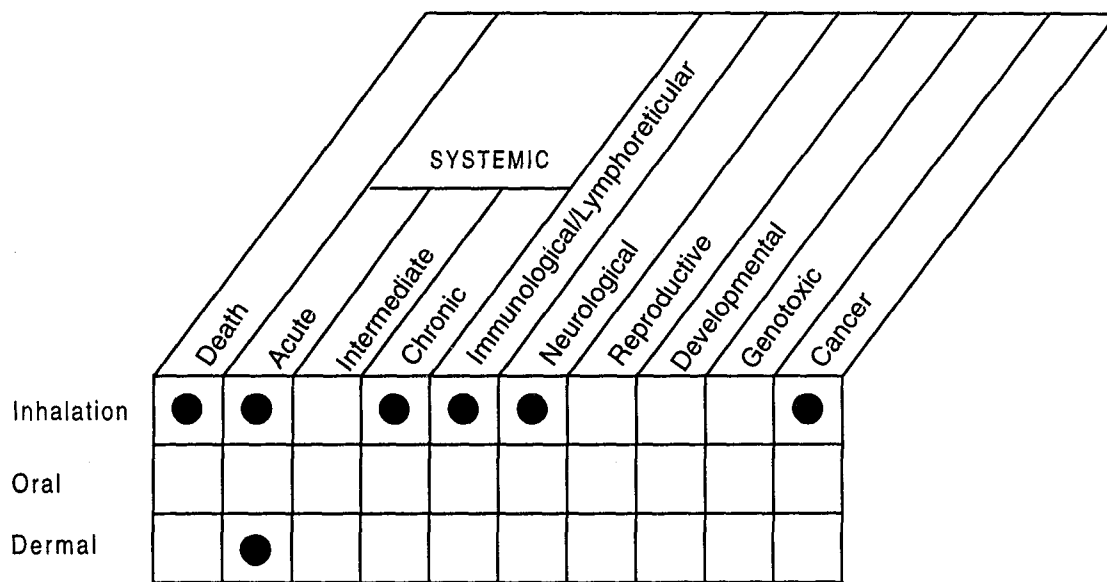 SYSTEMIC
Death
Acute
Intermediate
Chronic
Immunological/Lymphoreticular
Neurological
Reproductive
Developmental
Genotoxic
Cancer
Inhalation
Oral
Dermal